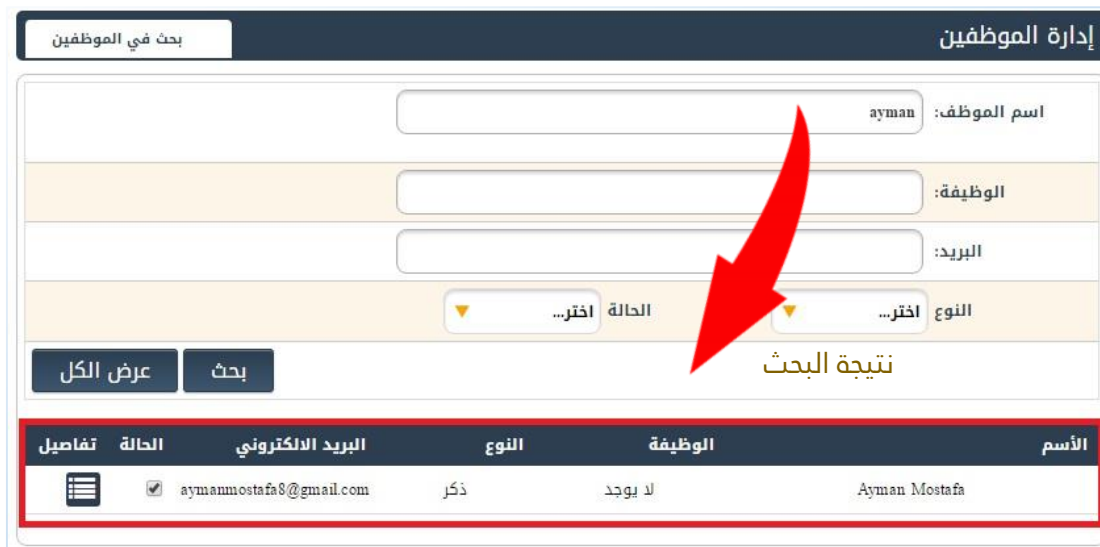 إدارة الموظفين
بحث في الموظفين
اسم الموظف: ayman
الوظيفة:
البريد:
النوع اختر... الحالة اختر...
بحث عرض الكل
نتيجة البحث
الأسم الوظيفة النوع البريد الالكتروني الحالة تفاصيل
Ayman Mostafa لا يوجد ذكر aymanmostafa8@gmail.com